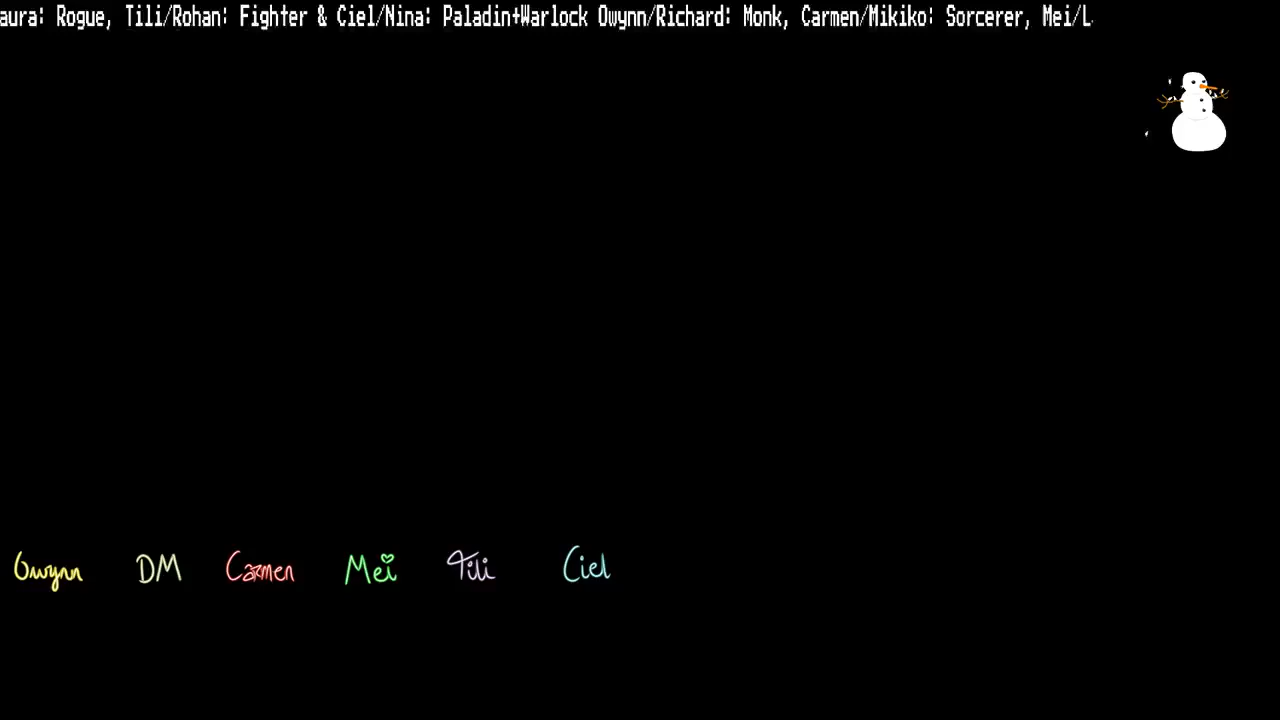 aura: Rogue, Tili/Rohan: Fighter & Ciel/Nina: Paladin+Warlock Owynn/Richard: Monk, Carmen/Mikiko: Sorcerer, Mei/L
Owynn DM Carmen Mei Tili Ciel